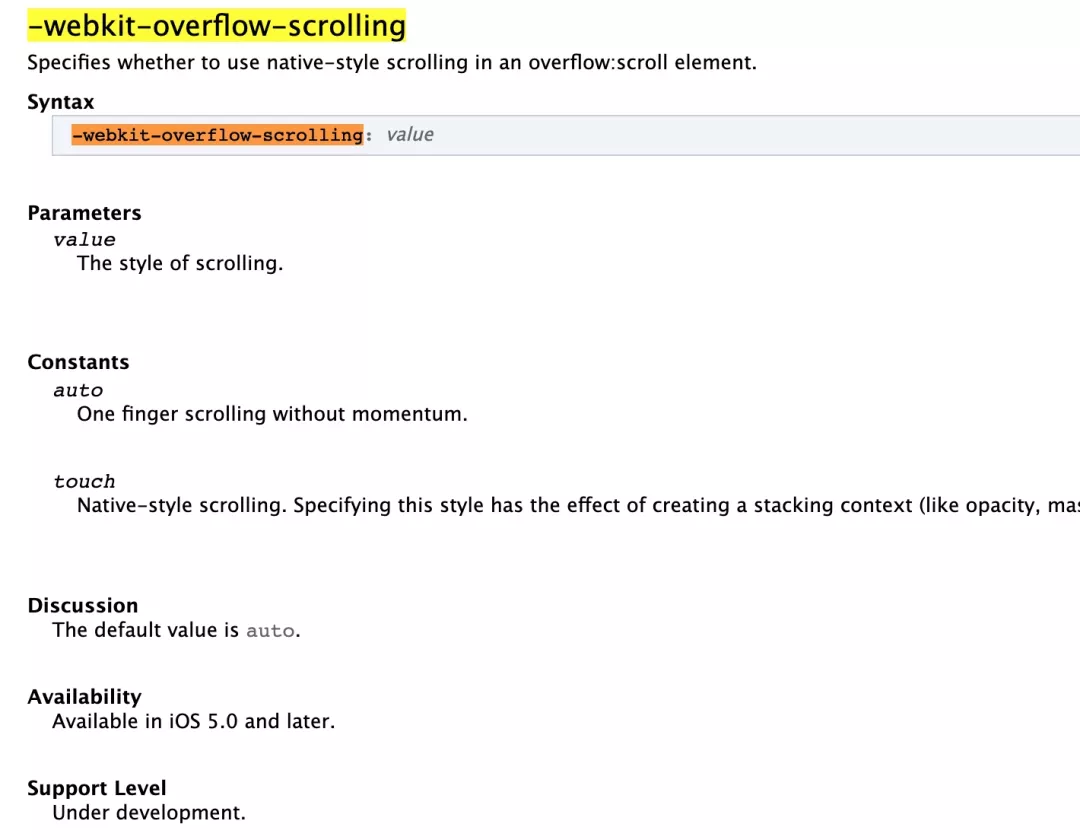 -webkit-overflow-scrolling
Specifies whether to use native-style scrolling in an overflow:scroll element.
Syntax
-webkit-overflow-scrolling: value
Parameters
value
The style of scrolling.
Constants
auto
One finger scrolling without momentum.
touch
Native-style scrolling. Specifying this style has the effect of creating a stacking context (like opacity,
Discussion
The default value is auto.
Availability
Available in iOS 5.0 and later.
Support Level
Under development.